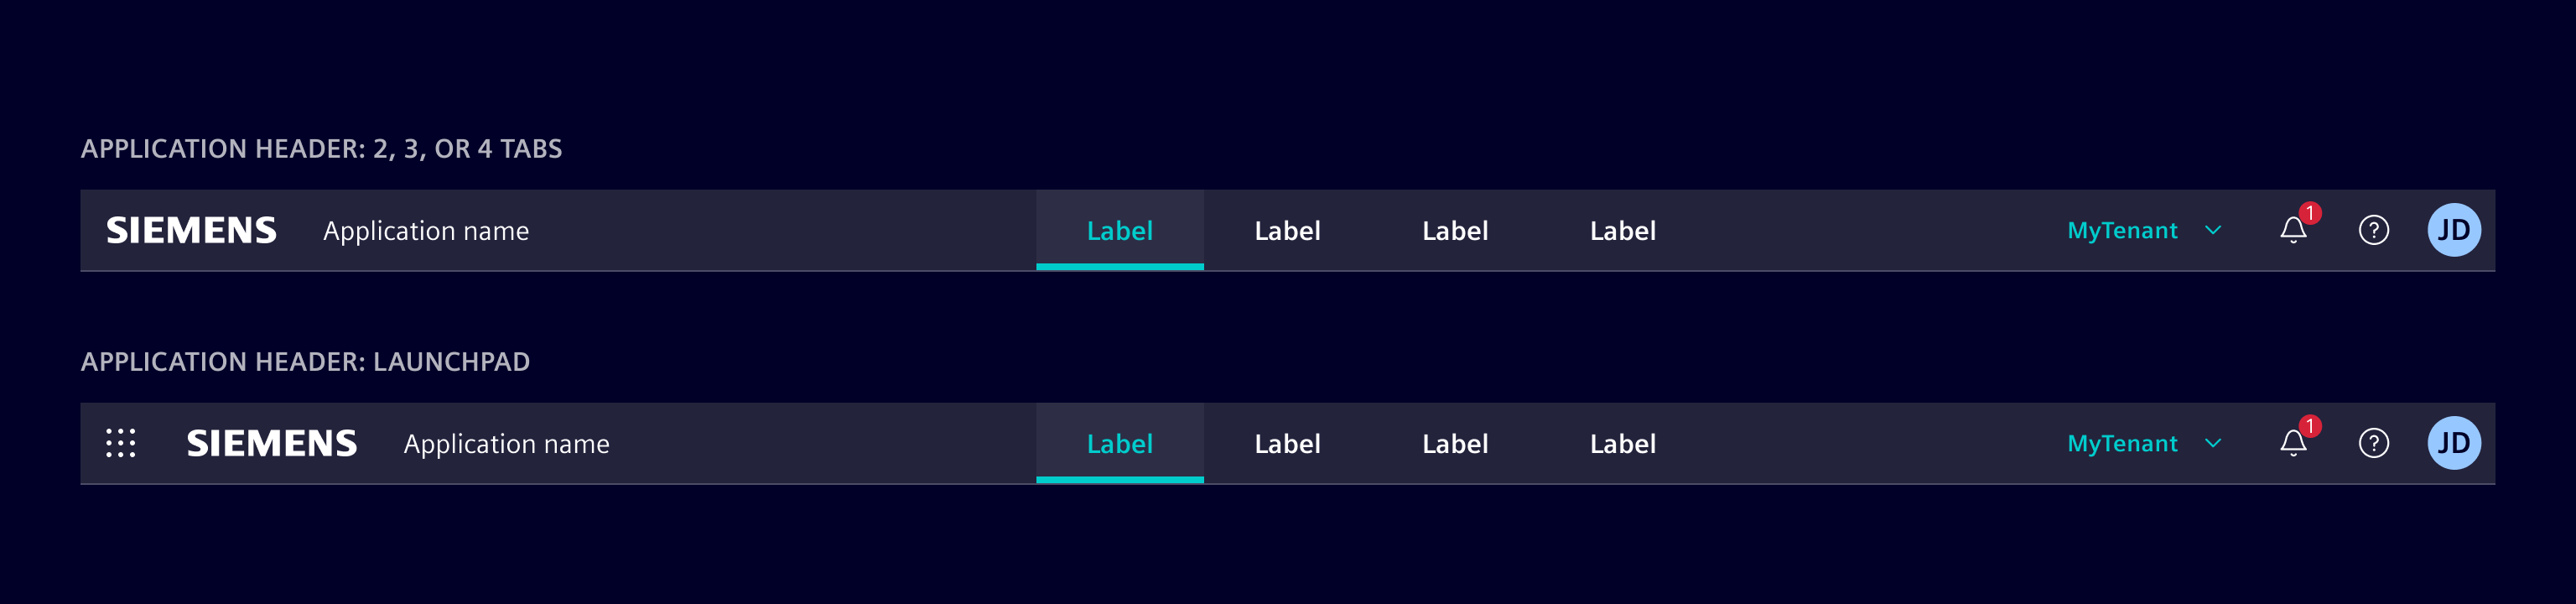 APPLICATION HEADER: 2, 3, OR 4 TABS
SIEMENS Application name Label Label Label Label MyTenant 1 ? JD
APPLICATION HEADER: LAUNCHPAD
SIEMENS Application name Label Label Label Label MyTenant 1 ? JD